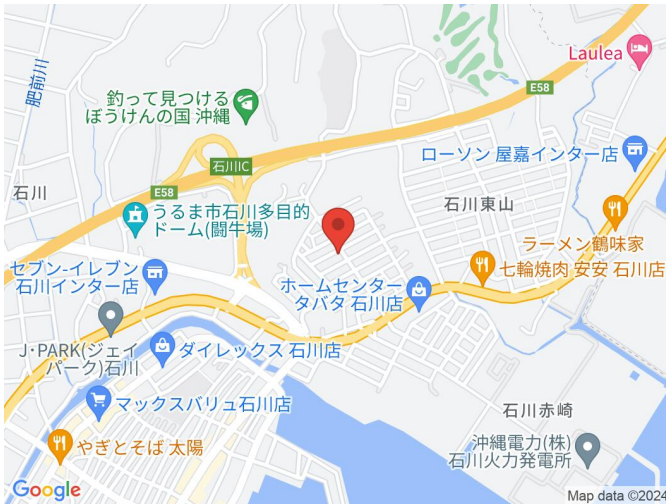 Laulea
E58
肥前川
釣って見つける
ぼうけんの国 沖縄
石川IC
ローソン 屋嘉インター店
E58
石川
うるま市石川多目的
ドーム(闘牛場)
石川東山
ラーメン鶴味家
七輪焼肉 安安 石川店
セブン-イレブン
石川インター店
ホームセンター
タバタ 石川店
J・PARK(ジェイ
パーク)石川
ダイレックス 石川店
マックスバリュ石川店
石川赤崎
やぎとそば 太陽
沖縄電力(株)
石川火力発電所
Google
Map data ©2024